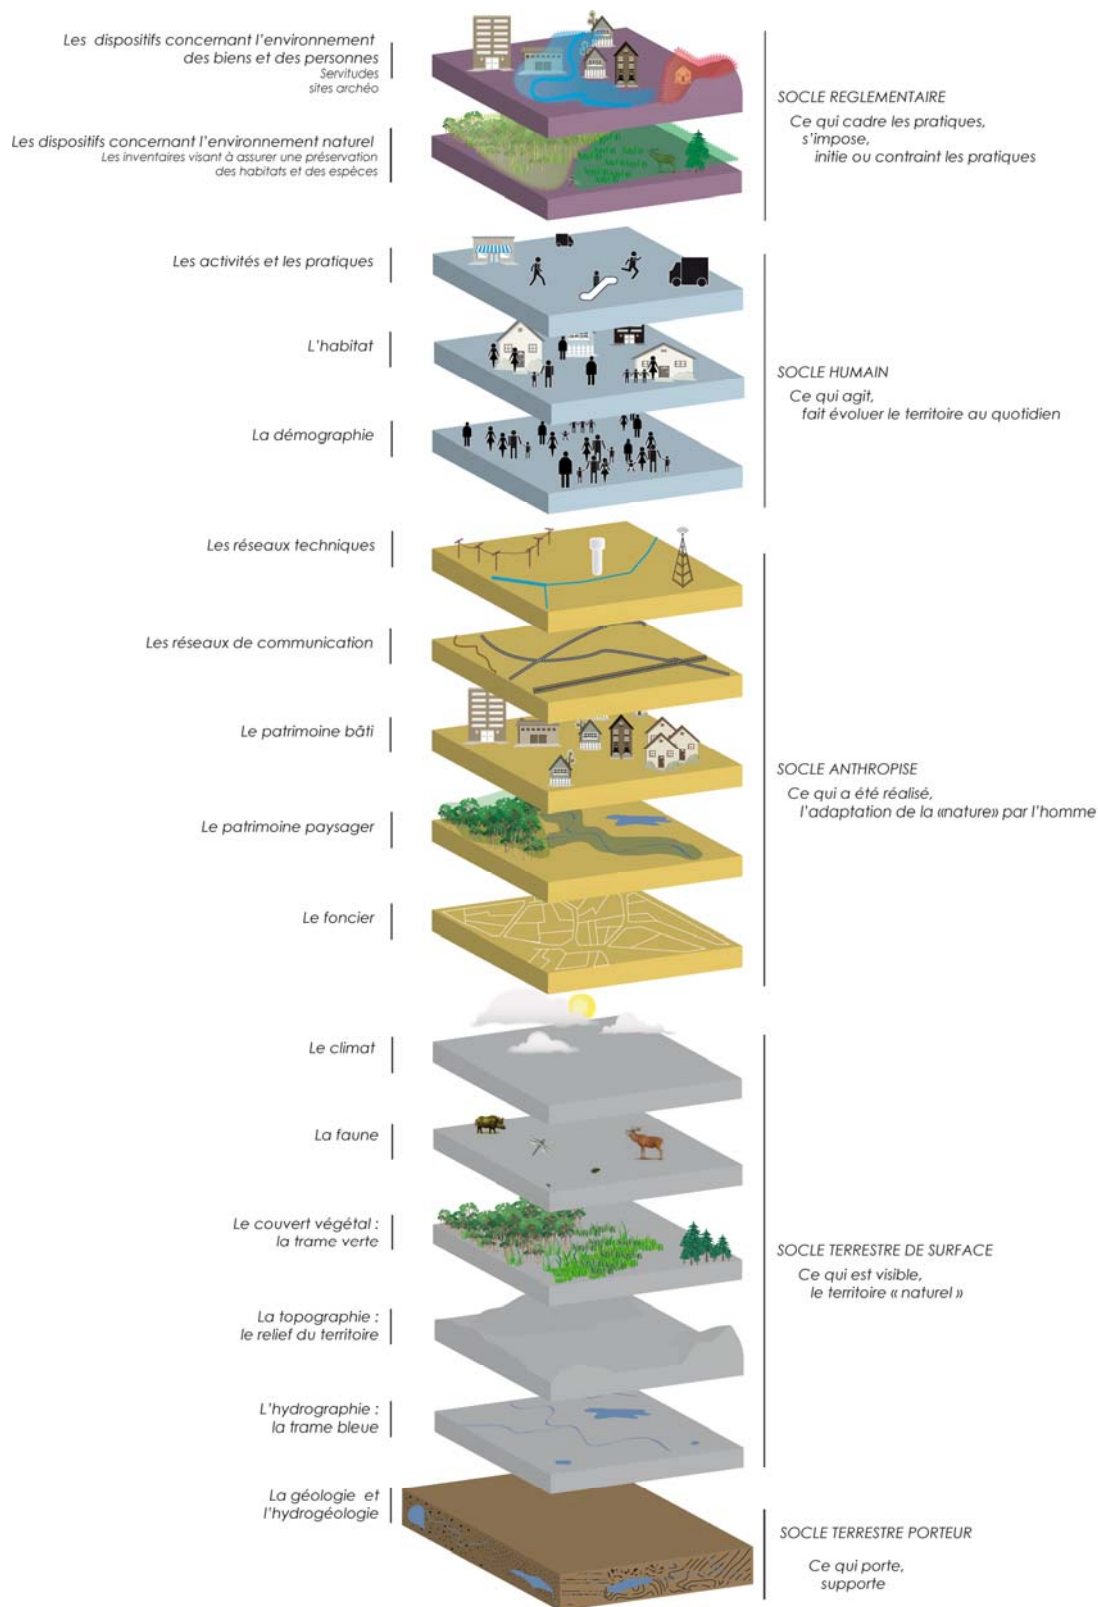 Les dispositifs concernant l'environnement
des biens et des personnes
Servitudes
sites archéo
SOCLE REGLEMENTAIRE
Ce qui cadre les pratiques,
s'impose,
initie ou contraint les pratiques
Les dispositifs concernant l'environnement naturel
Les inventaires visant à assurer une préservation
des habitats et des espèces
Les activités et les pratiques
L'habitat
SOCLE HUMAIN
Ce qui agit,
fait évoluer le territoire au quotidien
La démographie
Les réseaux techniques
Les réseaux de communication
Le patrimoine bâti
SOCLE ANTHROPISE
Ce qui a été réalisé,
l'adaptation de la «nature» par l'homme
Le patrimoine paysager
Le foncier
Le climat
La faune
Le couvert végétal :
la trame verte
SOCLE TERRESTRE DE SURFACE
Ce qui est visible,
le territoire « naturel »
La topographie :
le relief du territoire
L'hydrographie :
la trame bleue
La géologie et
l'hydrogéologie
SOCLE TERRESTRE PORTEUR
Ce qui porte,
supporte